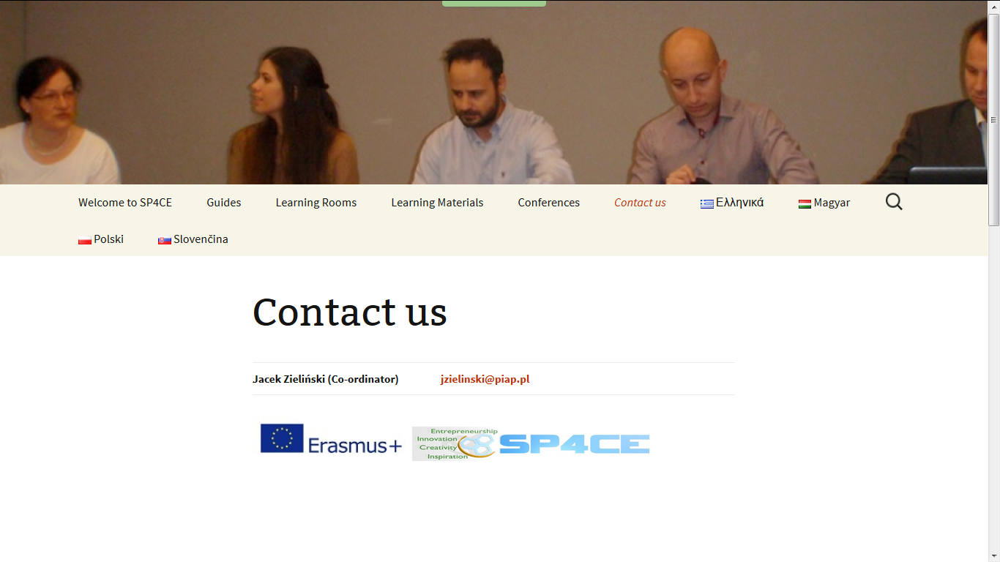 Welcome to SP4CE Guides Learning Rooms Learning Materials Conferences Contact us Ελληνικά Magyar
Polski Slovenčina
Contact us
Jacek Zieliński (Co-ordinator) jzielinski@piap.pl
Erasmus+
Entrepreneurship
Innovation
Creativity
Inspiration
SP4CE